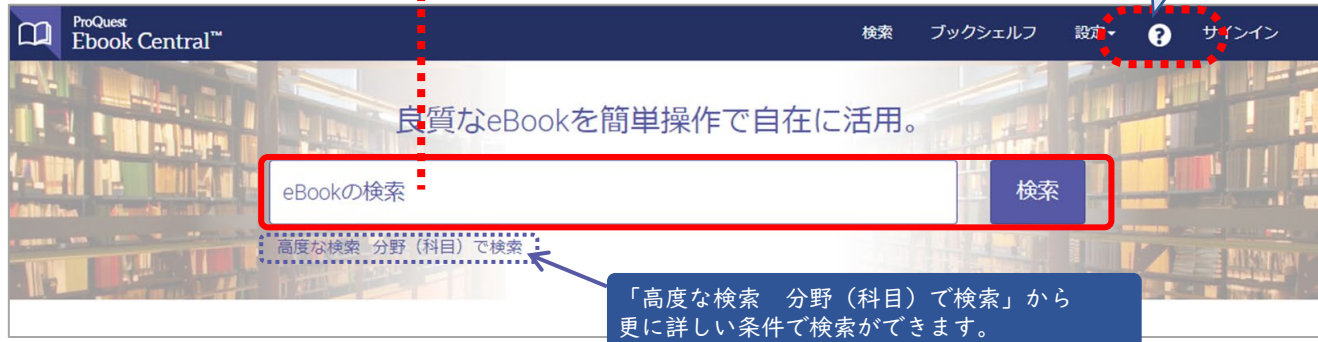 ProQuest
Ebook Central™
検索 ブックシェルフ 設定 ? サインイン
良質なeBookを簡単操作で自在に活用。
eBookの検索 検索
高度な検索 分野（科目）で検索
「高度な検索　分野（科目）で検索」から
更に詳しい条件で検索ができます。